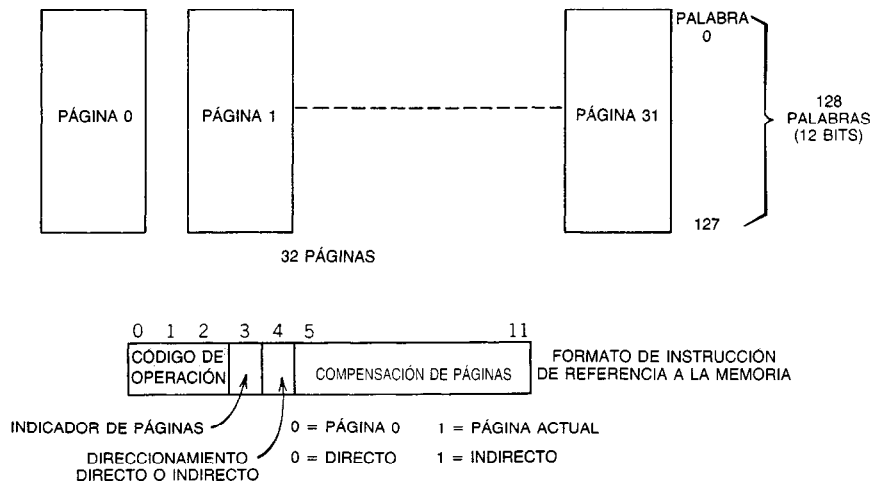 PALABRA
0
PÁGINA 0
PÁGINA 1
PÁGINA 31
128
PALABRAS
(12 BITS)
127
32 PÁGINAS
0 1 2 3 4 5 11
CÓDIGO DE
OPERACIÓN
COMPENSACIÓN DE PÁGINAS
FORMATO DE INSTRUCCIÓN
DE REFERENCIA A LA MEMORIA
INDICADOR DE PÁGINAS
0 = PÁGINA 0 1 = PÁGINA ACTUAL
DIRECCIONAMIENTO
DIRECTO O INDIRECTO
0 = DIRECTO 1 = INDIRECTO